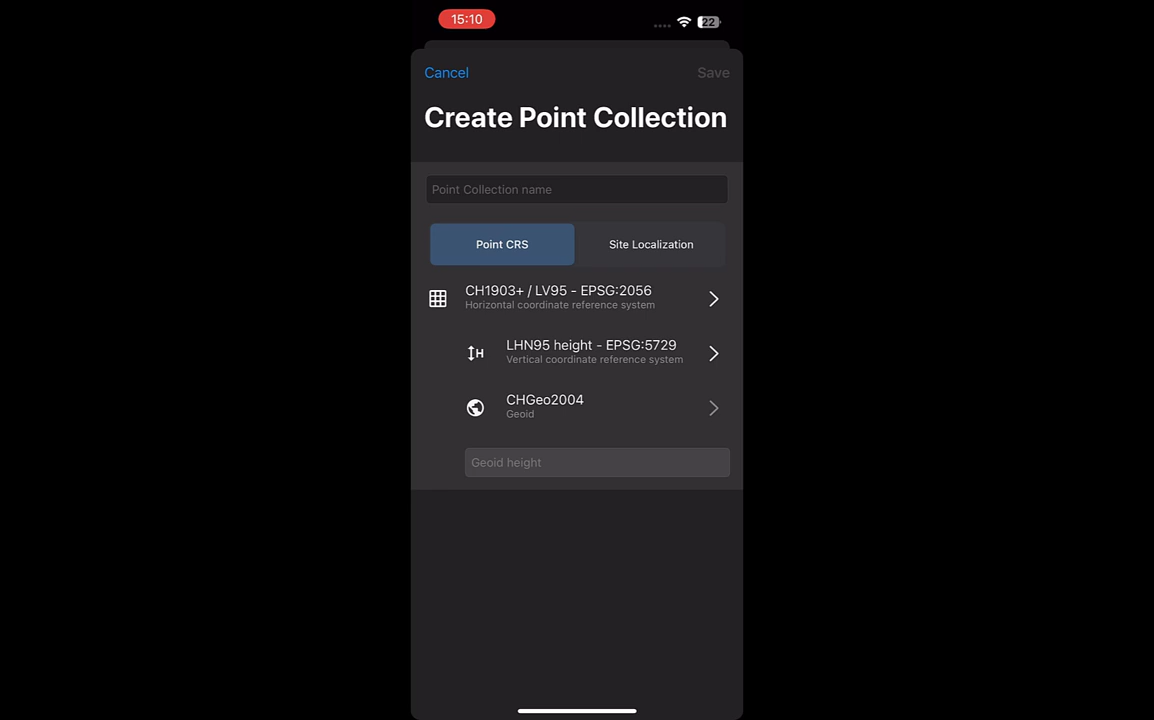 15:10
22
Cancel
Save
Create Point Collection
Point Collection name
Point CRS
Site Localization
CH1903+ / LV95 - EPSG:2056
Horizontal coordinate reference system
H
LHN95 height - EPSG:5729
Vertical coordinate reference system
CHGeo2004
Geoid
Geoid height